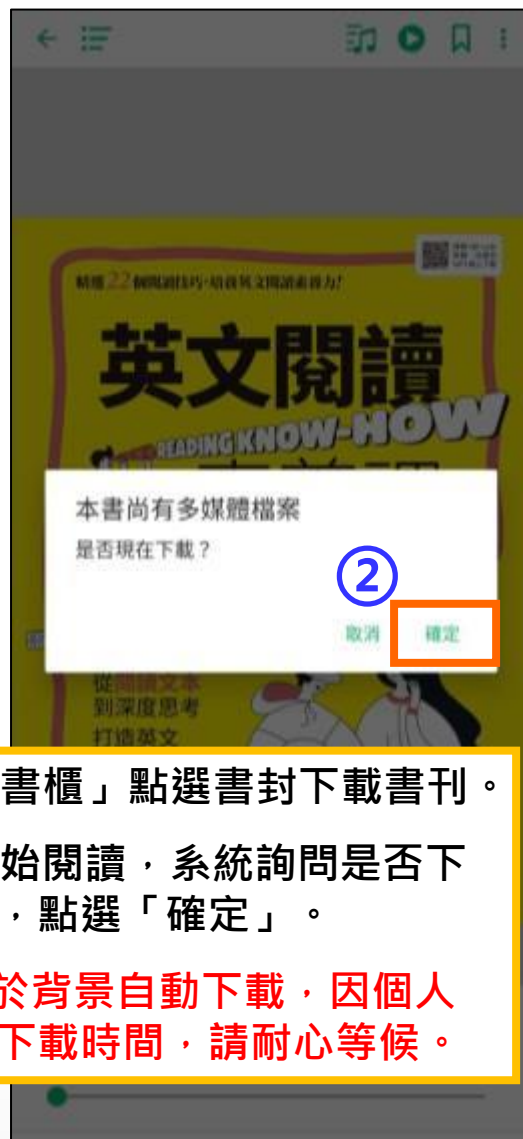 精選22個閱讀技巧，培養英文閱讀素養力！
英文閱讀
READING KNOW-HOW
本書尚有多媒體檔案
是否現在下載？
②
取消 確定
從閱讀文本
到深度思考
打造英文
書櫃」點選書封下載書刊。
始閱讀，系統詢問是否下
，點選「確定」。
於背景自動下載，因個人
下載時間，請耐心等候。